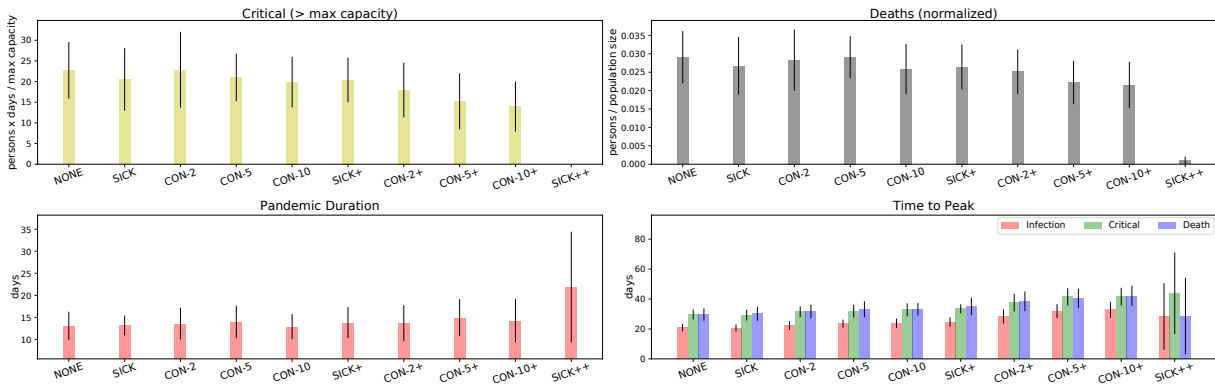 Critical (> max capacity)
persons x days / max capacity
30
25
20
15
10
5
0
NONE SICK CON-2 CON-5 CON-10 SICK+ CON-2+ CON-5+ CON-10+ SICK++
Deaths (normalized)
persons / population size
0.035
0.030
0.025
0.020
0.015
0.010
0.005
0.000
NONE SICK CON-2 CON-5 CON-10 SICK+ CON-2+ CON-5+ CON-10+ SICK++
Pandemic Duration
days
35
30
25
20
15
10
NONE SICK CON-2 CON-5 CON-10 SICK+ CON-2+ CON-5+ CON-10+ SICK++
Time to Peak
Infection Critical Death
days
80
60
40
20
0
NONE SICK CON-2 CON-5 CON-10 SICK+ CON-2+ CON-5+ CON-10+ SICK++